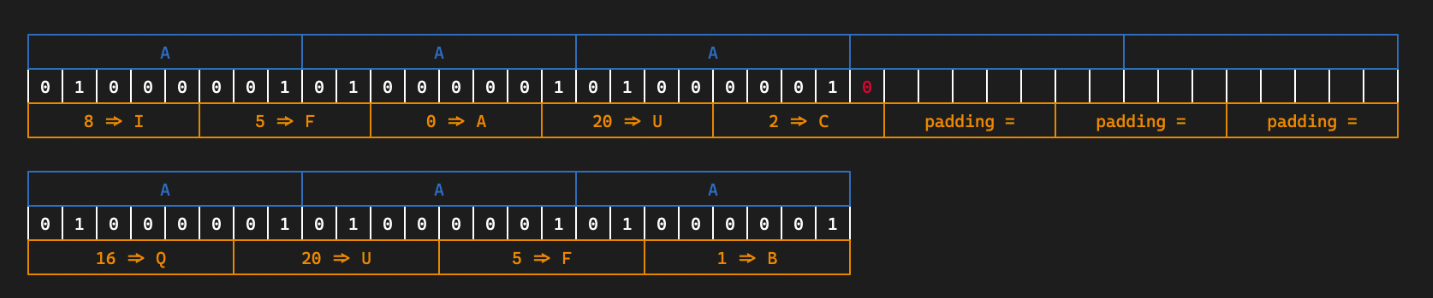 A A A
0 1 0 0 0 0 0 1 0 1 0 0 0 0 0 1 0 1 0 0 0 0 0 1 0
8 ⇒ I 5 ⇒ F 0 ⇒ A 20 ⇒ U 2 ⇒ C padding = padding = padding =
A A A
0 1 0 0 0 0 0 1 0 1 0 0 0 0 0 1 0 1 0 0 0 0 0 1
16 ⇒ Q 20 ⇒ U 5 ⇒ F 1 ⇒ B